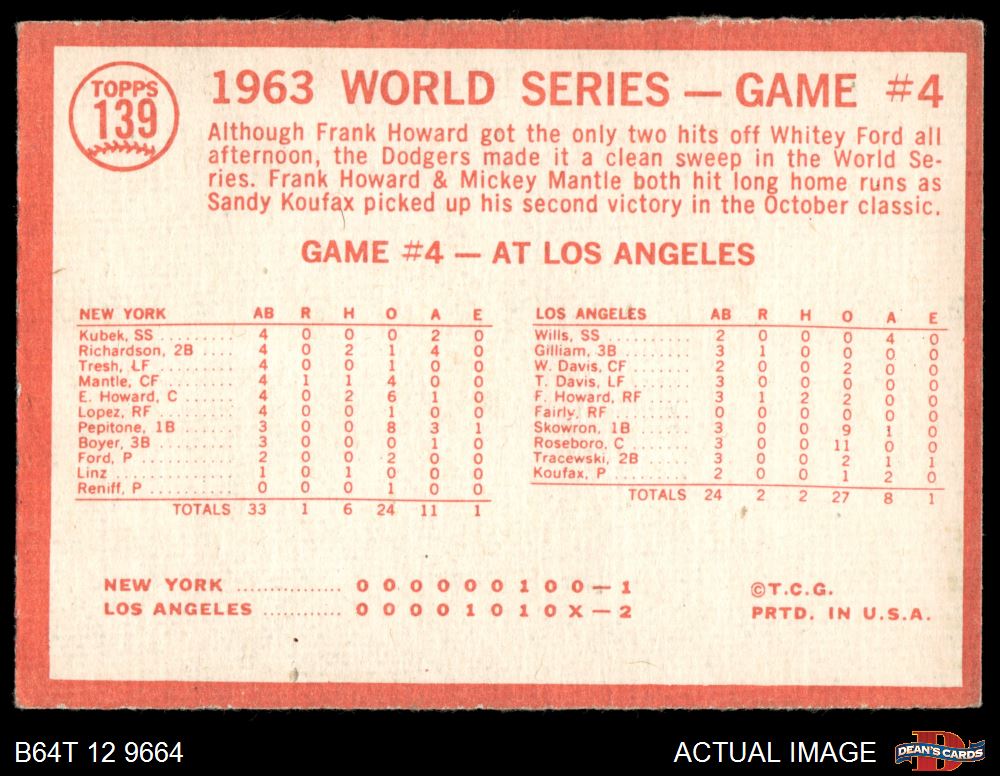 TOPPS
139
1963 WORLD SERIES — GAME #4
Although Frank Howard got the only two hits off Whitey Ford all
afternoon, the Dodgers made it a clean sweep in the World Se-
ries. Frank Howard & Mickey Mantle both hit long home runs as
Sandy Koufax picked up his second victory in the October classic.
GAME #4 — AT LOS ANGELES
NEW YORK AB R H O A E
Kubek, SS .......... 4 0 0 0 2 0
Richardson, 2B .... 4 0 2 1 4 0
Tresh, LF .......... 4 0 0 1 0 0
Mantle, CF ......... 4 1 1 4 0 0
E. Howard, C ....... 4 0 2 6 1 0
Lopez, RF .......... 4 0 0 1 0 0
Pepitone, 1B ....... 3 0 0 8 3 1
Boyer, 3B .......... 3 0 0 0 1 0
Ford, P ............ 2 0 0 2 0 0
Linz ............... 1 0 1 0 0 0
Reniff, P .......... 0 0 0 1 0 0
TOTALS 33 1 6 24 11 1
LOS ANGELES AB R H O A E
Wills, SS .......... 2 0 0 0 4 0
Gilliam, 3B ........ 3 1 0 0 0 0
W. Davis, CF ....... 2 0 0 2 0 0
T. Davis, LF ....... 3 0 0 0 0 0
F. Howard, RF ...... 3 1 2 2 0 0
Fairly, RF ......... 0 0 0 0 0 0
Skowron, 1B ........ 3 0 0 9 1 0
Roseboro, C ........ 3 0 0 11 0 0
Tracewski, 2B ...... 3 0 0 2 1 1
Koufax, P .......... 2 0 0 1 2 0
TOTALS 24 2 2 27 8 1
NEW YORK ................ 0 0 0 0 0 0 1 0 0 — 1
LOS ANGELES ............ 0 0 0 0 1 0 1 0 X — 2
©T.C.G.
PRTD. IN U.S.A.
B64T 12 9664
ACTUAL IMAGE
D
DEAN'S CARDS